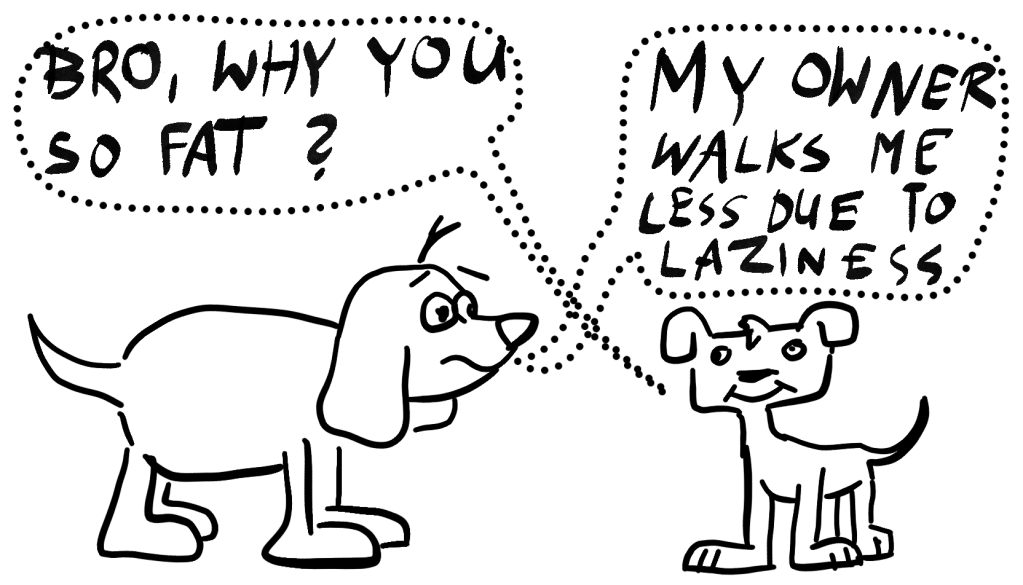 BRO, WHY YOU
SO FAT ?
MY OWNER
WALKS ME
LESS DUE TO
LAZINESS